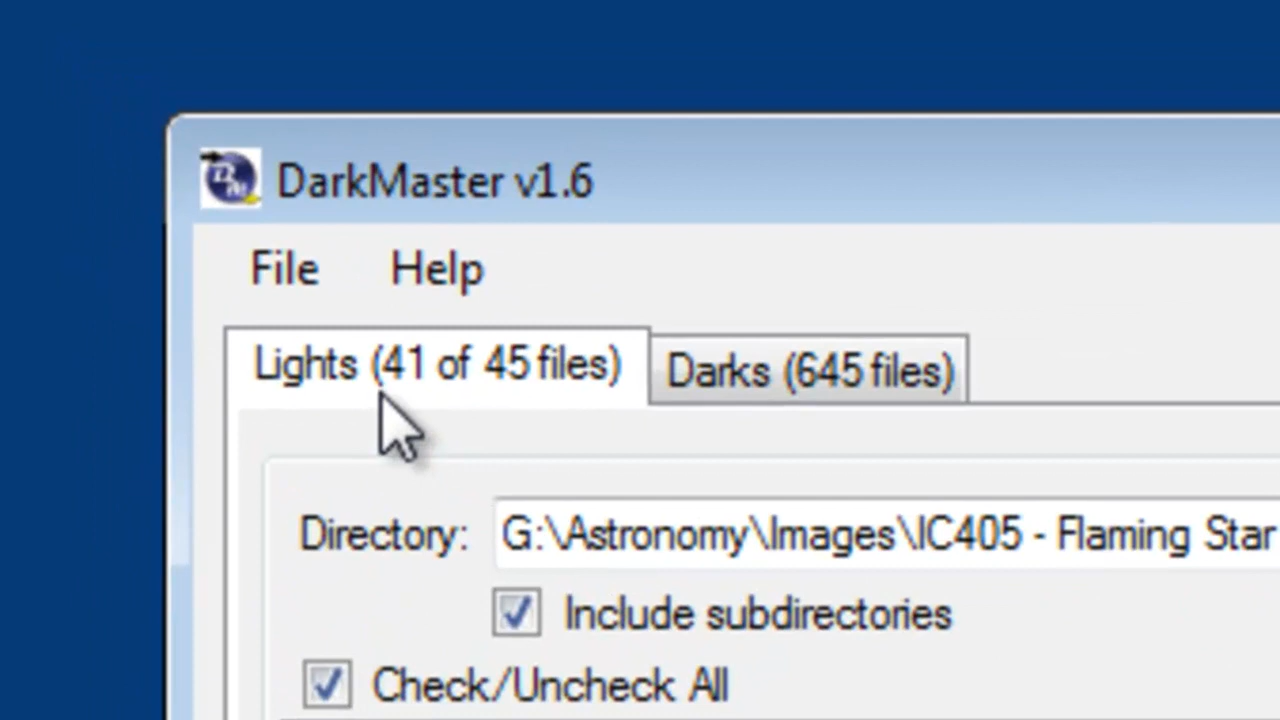 DarkMaster v1.6
File Help
Lights (41 of 45 files) Darks (645 files)
Directory: G:\Astronomy\Images\IC405 - Flaming Star
Include subdirectories
Check/Uncheck All